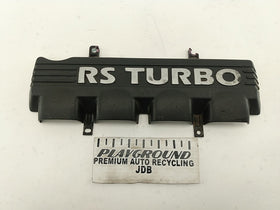 RS TURBO
PLAYGROUND
PREMIUM AUTO RECYCLING
JDB